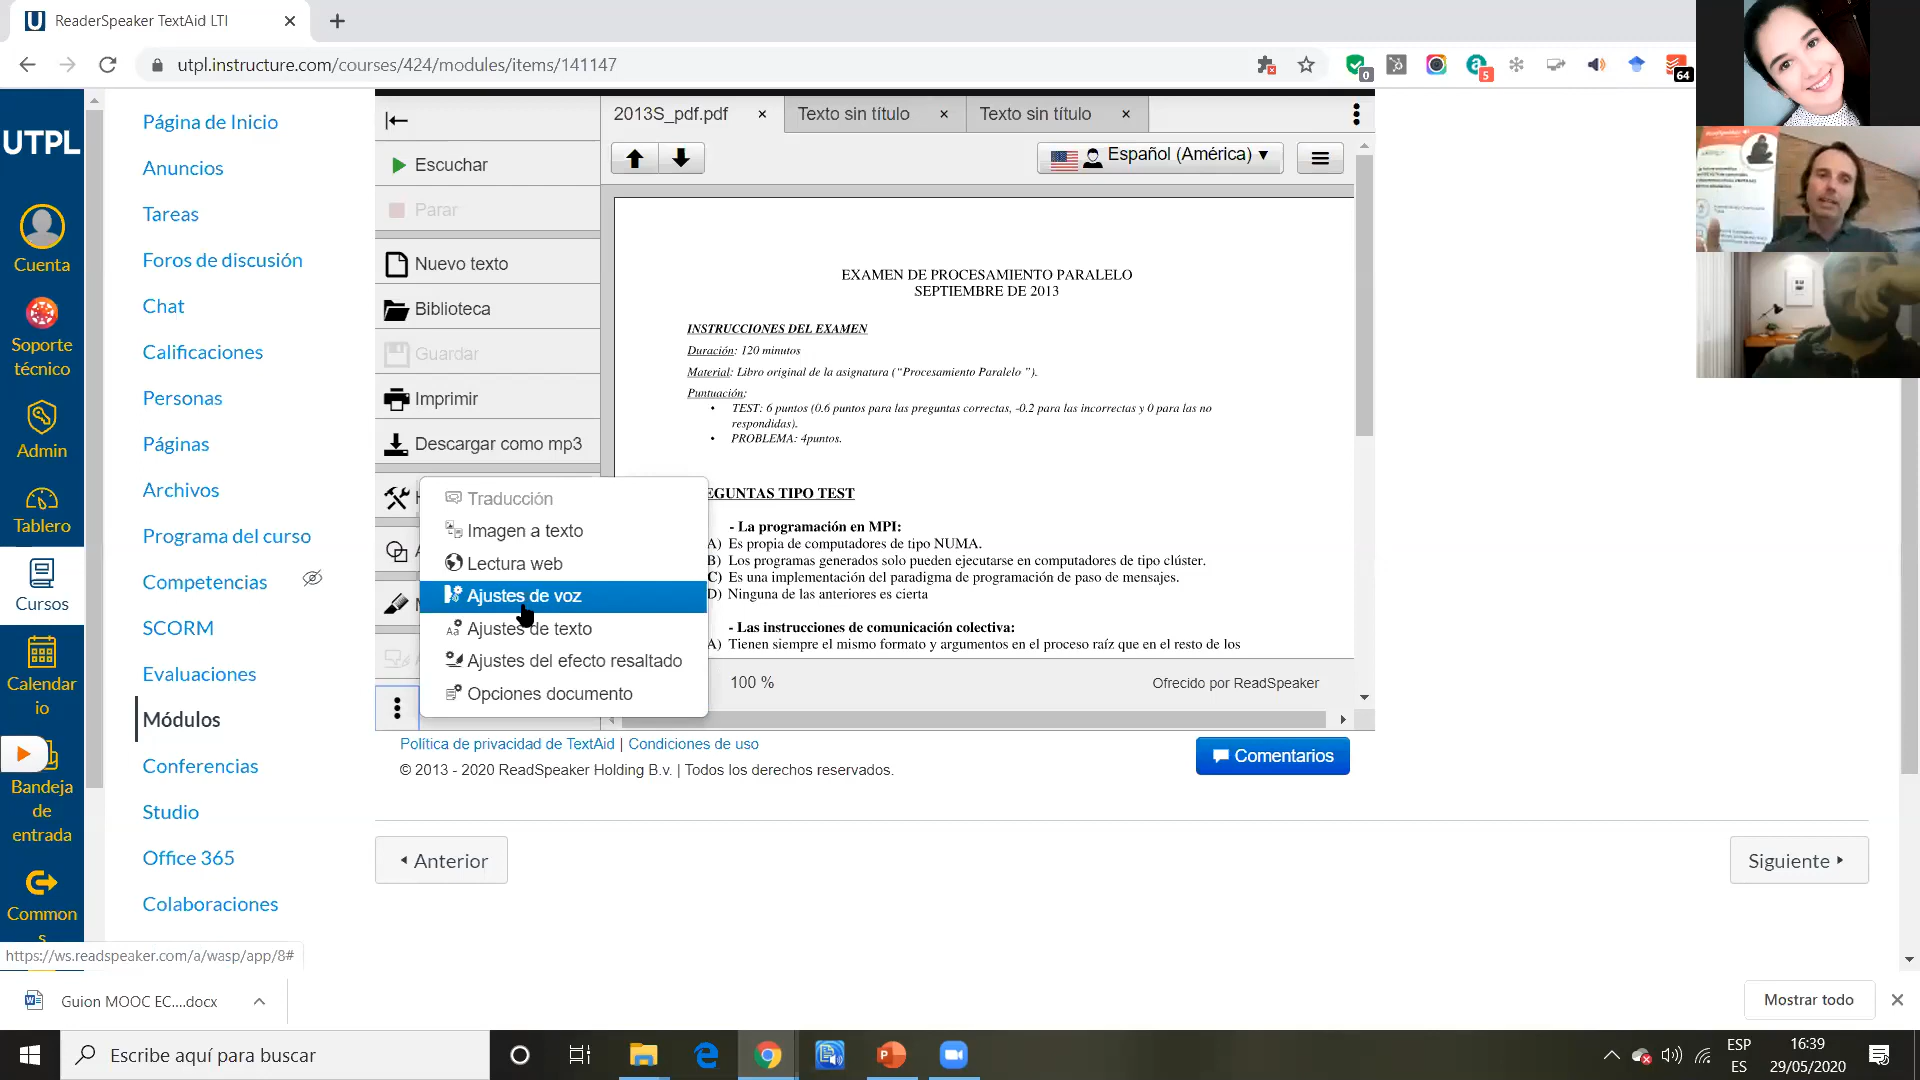 ReaderSpeaker TextAid LTI
utpl.instructure.com/courses/424/modules/items/141147
0
5
64
UTPL
Cuenta
Soporte
técnico
Admin
Tablero
Cursos
Calendar
io
Bandeja
de
entrada
Common
s
Página de Inicio
Anuncios
Tareas
Foros de discusión
Chat
Calificaciones
Personas
Páginas
Archivos
Programa del curso
Competencias
SCORM
Evaluaciones
Módulos
Conferencias
Studio
Office 365
Colaboraciones
Escuchar
Parar
Nuevo texto
Biblioteca
Guardar
Imprimir
Descargar como mp3
Traducción
Imagen a texto
Lectura web
Ajustes de voz
Ajustes de texto
Ajustes del efecto resaltado
Opciones documento
2013S_pdf.pdf
Texto sin título
Texto sin título
Español (América)
EXAMEN DE PROCESAMIENTO PARALELO
SEPTIEMBRE DE 2013
INSTRUCCIONES DEL EXAMEN
Duración: 120 minutos
Material: Libro original de la asignatura (“Procesamiento Paralelo ”).
Puntuación:
• TEST: 6 puntos (0.6 puntos para las preguntas correctas, -0.2 para las incorrectas y 0 para las no
respondidas).
• PROBLEMA: 4puntos.
EGUNTAS TIPO TEST
- La programación en MPI:
A) Es propia de computadores de tipo NUMA.
B) Los programas generados solo pueden ejecutarse en computadores de tipo clúster.
C) Es una implementación del paradigma de programación de paso de mensajes.
D) Ninguna de las anteriores es cierta
- Las instrucciones de comunicación colectiva:
A) Tienen siempre el mismo formato y argumentos en el proceso raíz que en el resto de los
100 %
Ofrecido por ReadSpeaker
Política de privacidad de TextAid | Condiciones de uso
© 2013 - 2020 ReadSpeaker Holding B.v. | Todos los derechos reservados.
Comentarios
Anterior
Siguiente
https://ws.readspeaker.com/a/wasp/app/8#
Guion MOOC EC....docx
Mostrar todo
Escribe aquí para buscar
ESP
ES
16:39
29/05/2020